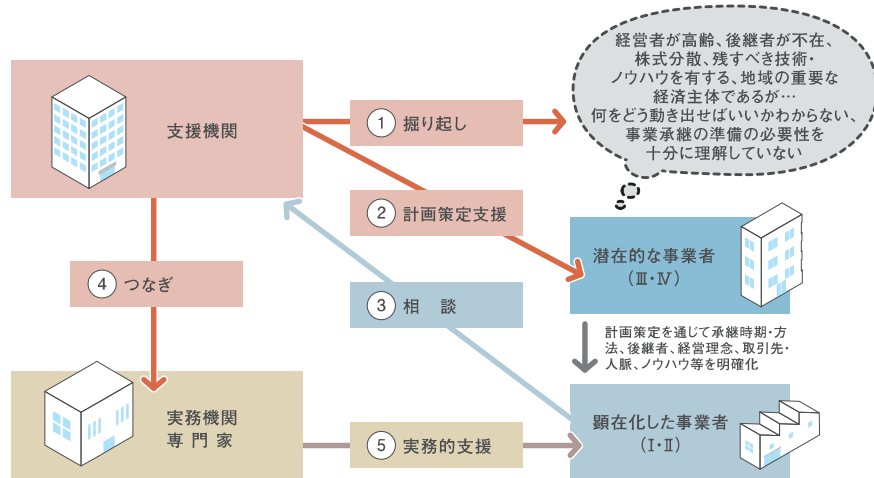 経営者が高齢、後継者が不在、
株式分散、残すべき技術・
ノウハウを有する、地域の重要な
経済主体であるが…
何をどう動き出せばいいかわからない、
事業承継の準備の必要性を
十分に理解していない
支援機関
① 掘り起し
② 計画策定支援
潜在的な事業者
（Ⅲ・Ⅳ）
④ つなぎ
③ 相　談
計画策定を通じて承継時期・方
法、後継者、経営理念、取引先・
人脈、ノウハウ等を明確化
実務機関
専 門 家
⑤ 実務的支援
顕在化した事業者
（Ⅰ・Ⅱ）